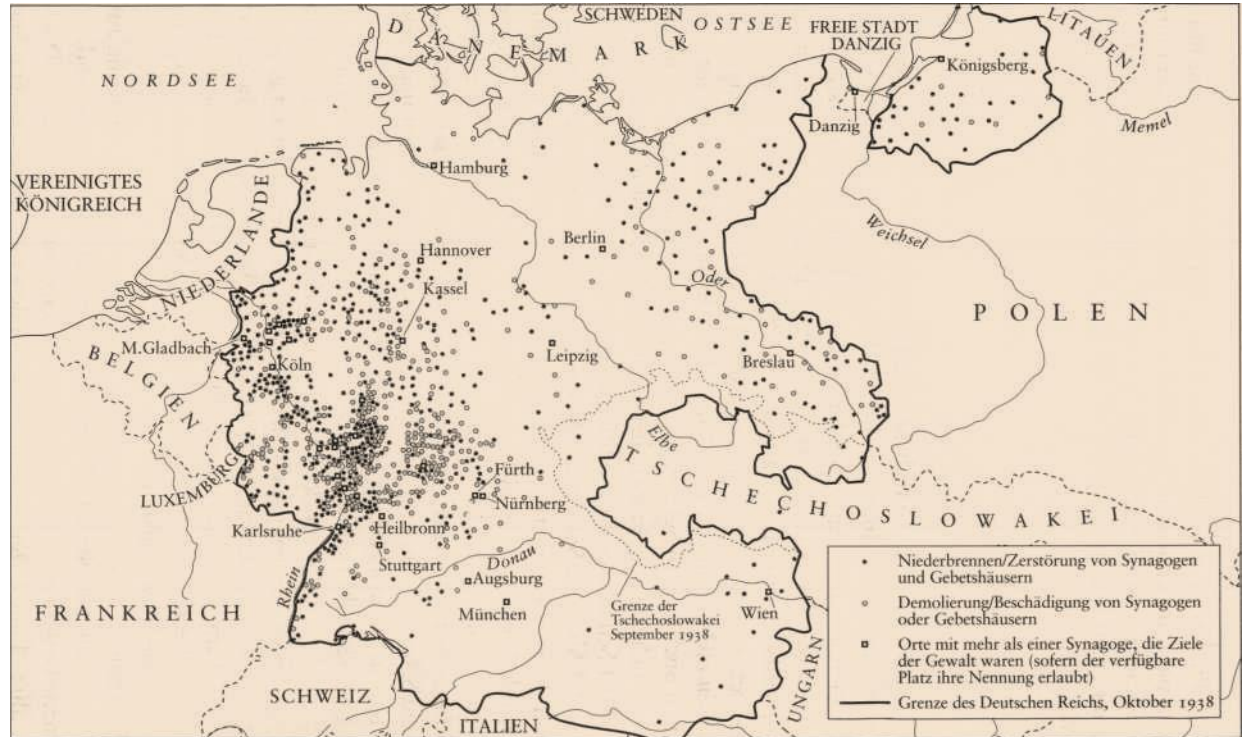 SCHWEDEN
OSTSEE
DÄNEMARK
FREIE STADT
DANZIG
LITAUEN
NORDSEE
Königsberg
Danzig
Memel
Hamburg
VEREINIGTES
KÖNIGREICH
NIEDERLANDE
Weichsel
Hannover
Berlin
Kassel
Oder
POLEN
M.Gladbach
BELGIEN
Köln
Leipzig
Breslau
Elbe
TSCHECHOSLOWAKEI
LUXEMBURG
Fürth
Nürnberg
Karlsruhe
Heilbronn
Stuttgart
Rhein
Donau
Augsburg
München
FRANKREICH
Grenze der
Tschechoslowakei
September 1938
Wien
UNGARN
SCHWEIZ
ITALIEN
Niederbrennen/Zerstörung von Synagogen
und Gebetshäusern
Demolierung/Beschädigung von Synagogen
oder Gebetshäusern
Orte mit mehr als einer Synagoge, die Ziele
der Gewalt waren (sofern der verfügbare
Platz ihre Nennung erlaubt)
Grenze des Deutschen Reichs, Oktober 1938